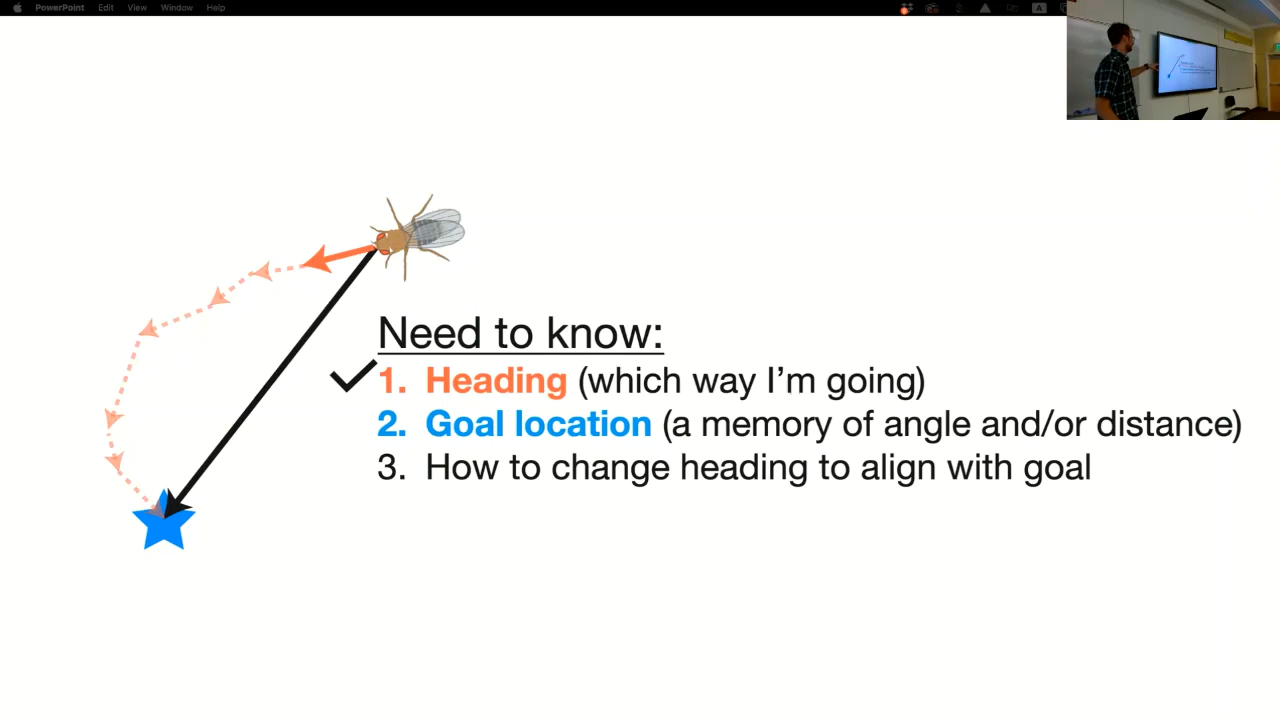 PowerPoint Edit View Window Help
A
Need to know:
1. Heading (which way I'm going)
2. Goal location (a memory of angle and/or distance)
3. How to change heading to align with goal